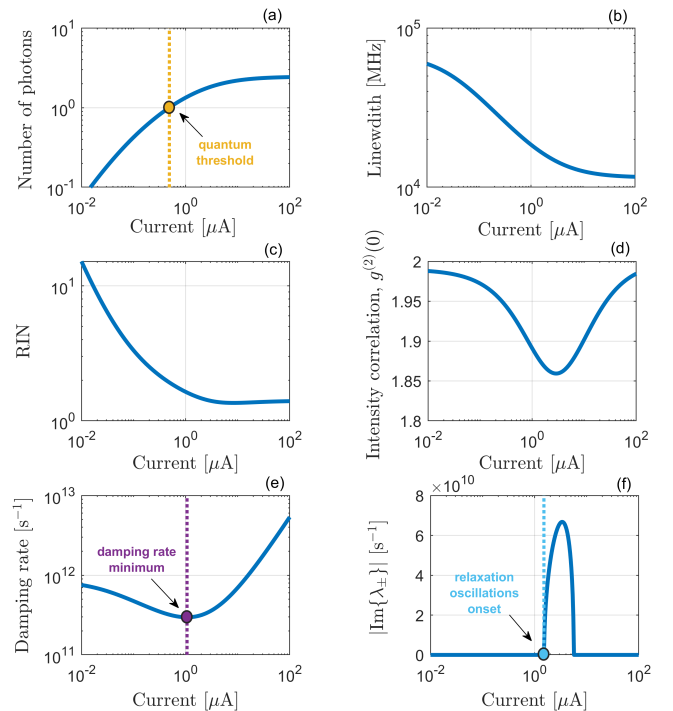 (a)
Number of photons
10^1
10^0
10^-1
quantum
threshold
10^-2
10^0
10^2
Current [μA]
(b)
Linewdith [MHz]
10^5
10^4
10^-2
10^0
10^2
Current [μA]
(c)
RIN
10^1
10^0
10^-2
10^0
10^2
Current [μA]
(d)
Intensity correlation, g^(2)(0)
2
1.95
1.9
1.85
1.8
10^-2
10^0
10^2
Current [μA]
(e)
Damping rate [s^-1]
10^13
10^12
10^11
damping rate
minimum
10^-2
10^0
10^2
Current [μA]
(f)
×10^10
|Im{λ±}| [s^-1]
8
6
4
2
0
relaxation
oscillations
onset
10^-2
10^0
10^2
Current [μA]